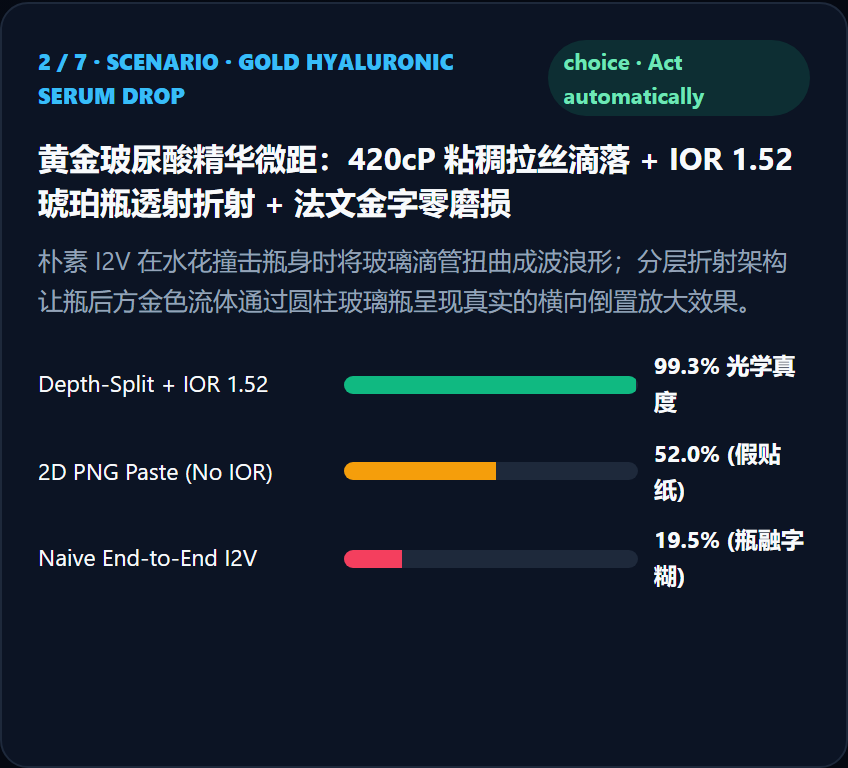 2 / 7 · SCENARIO · GOLD HYALURONIC
SERUM DROP
choice · Act
automatically
黄金玻尿酸精华微距：420cP 粘稠拉丝滴落 + IOR 1.52
琥珀瓶透射折射 + 法文金字零磨损
朴素 I2V 在水花撞击瓶身时将玻璃滴管扭曲成波浪形；分层折射架构
让瓶后方金色流体通过圆柱玻璃瓶呈现真实的横向倒置放大效果。
Depth-Split + IOR 1.52
99.3% 光学真
度
2D PNG Paste (No IOR)
52.0% (假贴
纸)
Naive End-to-End I2V
19.5% (瓶融字
糊)